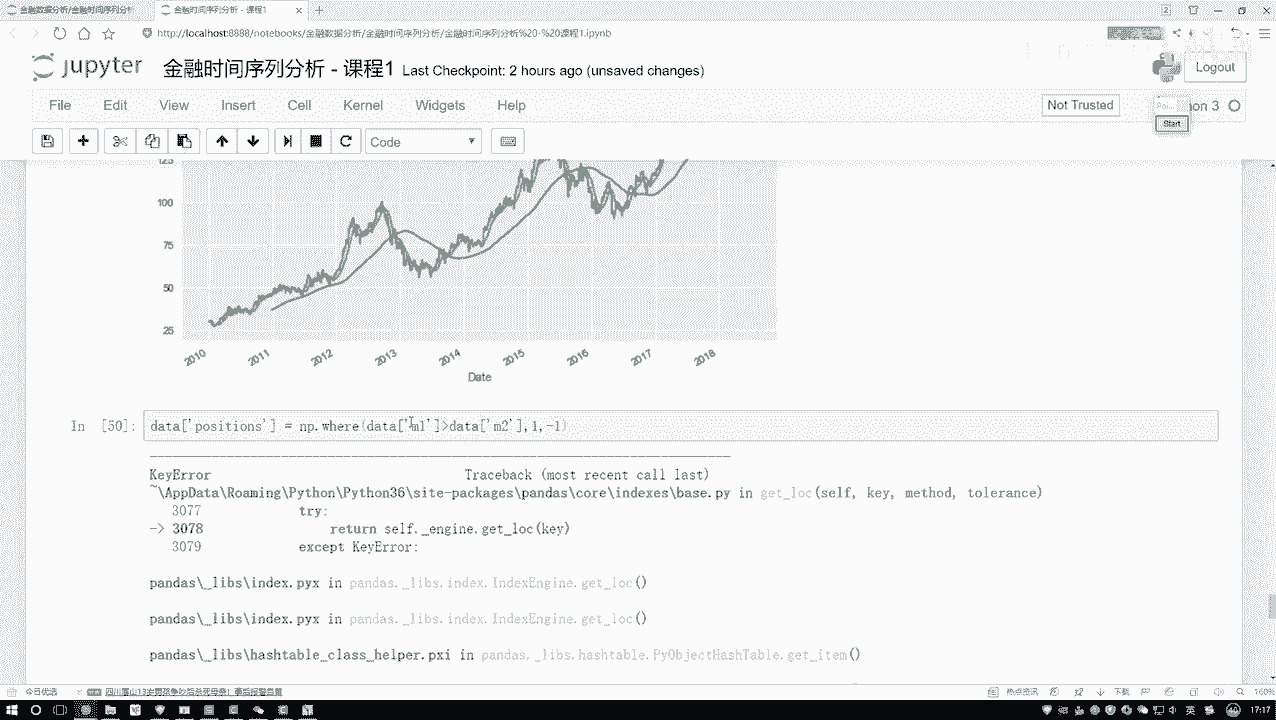 金融数据分析/金融时间序列分析
金融时间序列分析 - 课程1
http://localhost:8888/notebooks/金融数据分析/金融时间序列分析/金融时间序列分析%20-%20课程1.ipynb
jupyter 金融时间序列分析 - 课程1 Last Checkpoint: 2 hours ago (unsaved changes)
Logout
File Edit View Insert Cell Kernel Widgets Help
Not Trusted
3
Start
Code
125
100
75
50
25
2010 2011 2012 2013 2014 2015 2016 2017 2018
Date
In [50]: data['positions'] = np.where(data['m1']>data['m2'],1,-1)
KeyError Traceback (most recent call last)
~\AppData\Roaming\Python\Python36\site-packages\pandas\core\indexes\base.py in get_loc(self, key, method, tolerance)
3077 try:
-> 3078 return self._engine.get_loc(key)
3079 except KeyError:
pandas\_libs\index.pyx in pandas._libs.index.IndexEngine.get_loc()
pandas\_libs\index.pyx in pandas._libs.index.IndexEngine.get_loc()
pandas\_libs\hashtable_class_helper.pxi in pandas._libs.hashtable.PyObjectHashTable.get_item()
今日优选
热点资讯
下载
160%
英
17:17